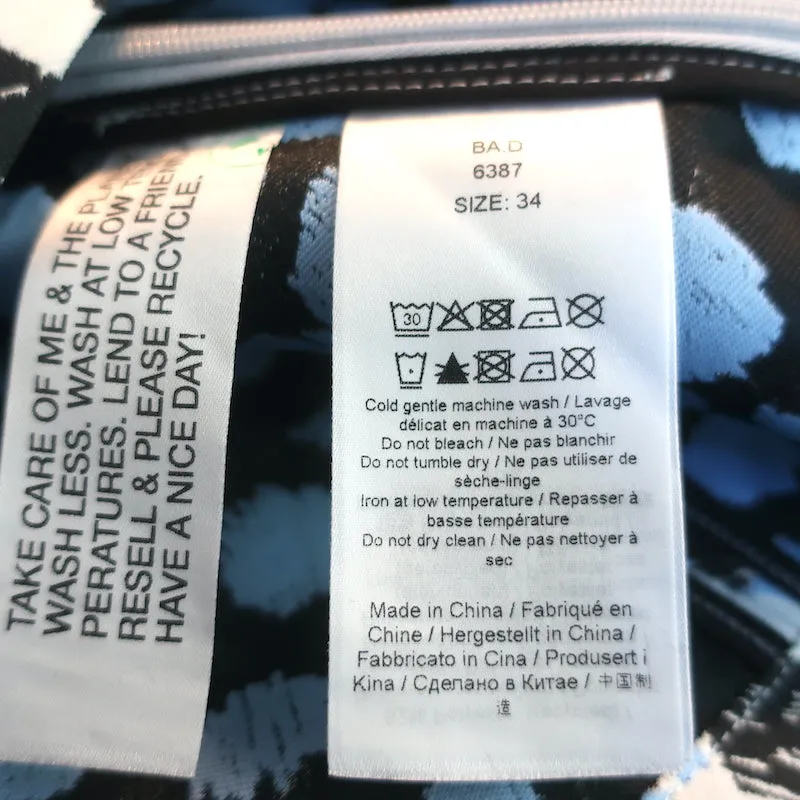 TAKE CARE OF ME & THE
WASH LESS. WASH AT LOW
PERATURES. LEND TO A FRIEN
RESELL & PLEASE RECYCLE.
HAVE A NICE DAY!
BA.D
6387
SIZE: 34
30
Cold gentle machine wash / Lavage
délicat en machine à 30°C
Do not bleach / Ne pas blanchir
Do not tumble dry / Ne pas utiliser de
sèche-linge
Iron at low temperature / Repasser à
basse température
Do not dry clean / Ne pas nettoyer à
sec
Made in China / Fabriqué en
Chine / Hergestellt in China /
Fabbricato in Cina / Produsert i
Kina / Сделано в Китае / 中国制
造